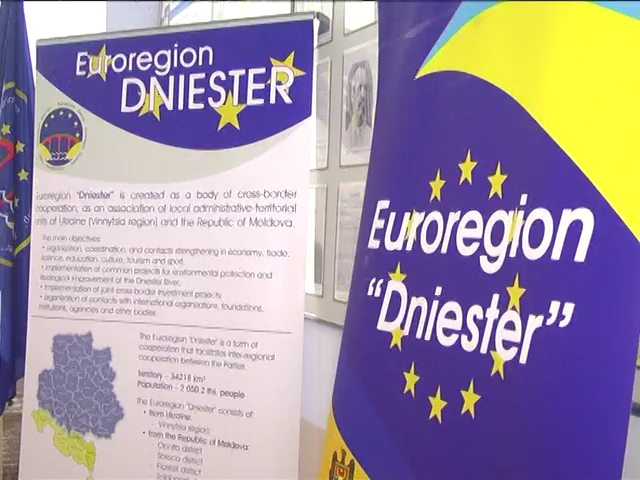 Euroregion
DNIESTER
Euroregion "Dniester" is created as a body of cross-border
cooperation, as an association of local administrative-territorial
units of Ukraine (Vinnytsia region) and the Republic of Moldova.
The main objectives:
• organization, coordination, and contacts strengthening in economy, trade,
science, education, culture, tourism and sport;
• implementation of common projects for environmental protection and
ecological improvement of the Dniester River;
• implementation of joint cross-border investment projects;
• organization of contacts with international organizations, foundations,
institutions, agencies and other bodies.
The Euroregion "Dniester" is a form of
cooperation that facilitates inter-regional
cooperation between the Parties.
territory – 34218 km²
Population – 2 059,2 ths. people
The Euroregion "Dniester" consists of:
• from Ukraine:
- Vinnytsia region;
• from the Republic of Moldova:
- Ocnita district
- Soroca district
- Floresti district
Euroregion
"Dniester"